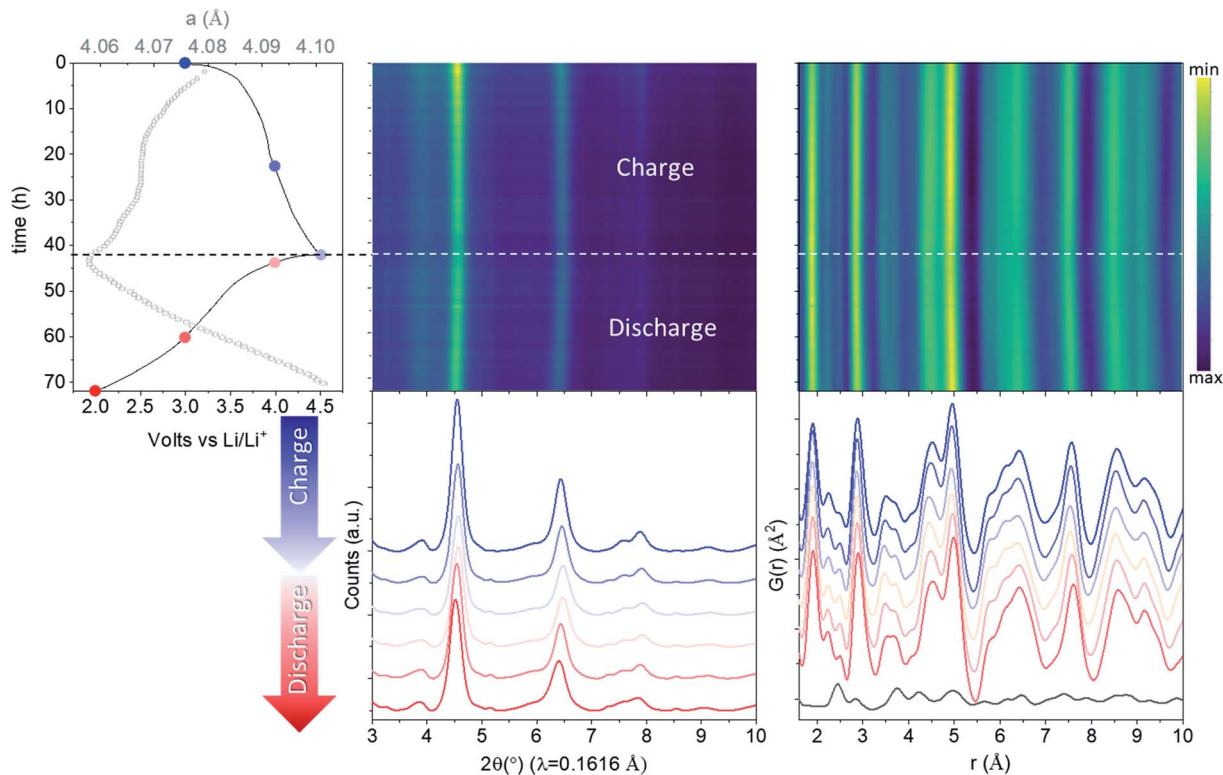 a (Å)
4.06 4.07 4.08 4.09 4.10
time (h)
0
10
20
30
40
50
60
70
2.0 2.5 3.0 3.5 4.0 4.5
Volts vs Li/Li⁺
Charge
Discharge
Charge
Discharge
Counts (a.u.)
3 4 5 6 7 8 9 10
2θ(°) (λ=0.1616 Å)
min
max
G(r) (Å²)
2 3 4 5 6 7 8 9 10
r (Å)